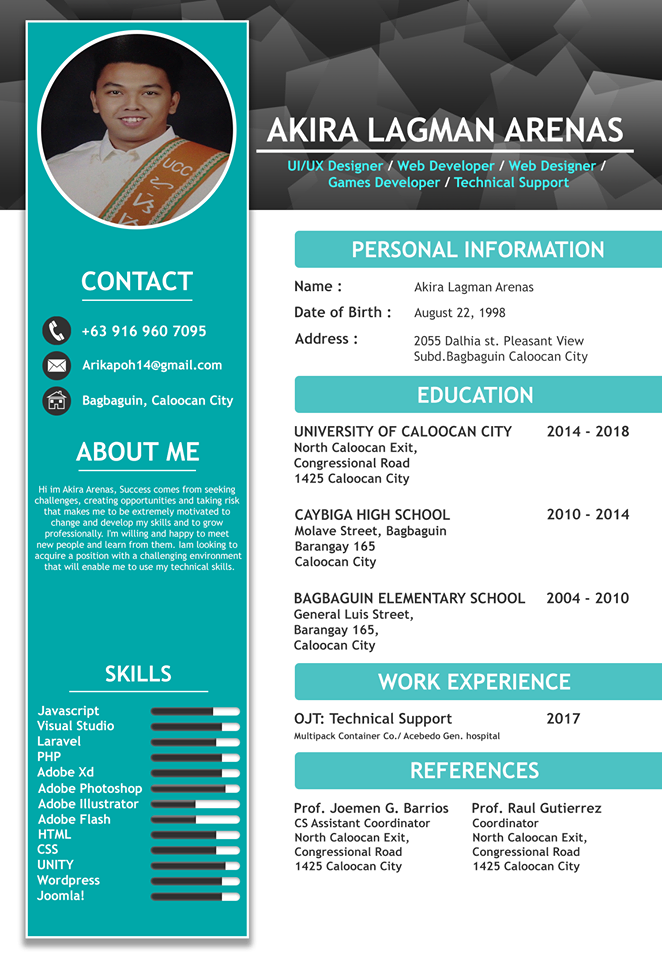 UCC
AKIRA LAGMAN ARENAS
UI/UX Designer / Web Developer / Web Designer /
Games Developer / Technical Support
CONTACT
+63 916 960 7095
Arikapoh14@gmail.com
Bagbaguin, Caloocan City
ABOUT ME
Hi im Akira Arenas, Success comes from seeking
challenges, creating opportunities and taking risk
that makes me to be extremely motivated to
change and develop my skills and to grow
professionally. I'm willing and happy to meet
new people and learn from them. Iam looking to
acquire a position with a challenging environment
that will enable me to use my technical skills.
SKILLS
Javascript
Visual Studio
Laravel
PHP
Adobe Xd
Adobe Photoshop
Adobe Illustrator
Adobe Flash
HTML
CSS
UNITY
Wordpress
Joomla!
PERSONAL INFORMATION
Name : Akira Lagman Arenas
Date of Birth : August 22, 1998
Address : 2055 Dalhia st. Pleasant View
Subd.Bagbaguin Caloocan City
EDUCATION
UNIVERSITY OF CALOOCAN CITY 2014 - 2018
North Caloocan Exit,
Congressional Road
1425 Caloocan City
CAYBIGA HIGH SCHOOL 2010 - 2014
Molave Street, Bagbaguin
Barangay 165
Caloocan City
BAGBAGUIN ELEMENTARY SCHOOL 2004 - 2010
General Luis Street,
Barangay 165,
Caloocan City
WORK EXPERIENCE
OJT: Technical Support 2017
Multipack Container Co./ Acebedo Gen. hospital
REFERENCES
Prof. Joemen G. Barrios
CS Assistant Coordinator
North Caloocan Exit,
Congressional Road
1425 Caloocan City
Prof. Raul Gutierrez
Coordinator
North Caloocan Exit,
Congressional Road
1425 Caloocan City